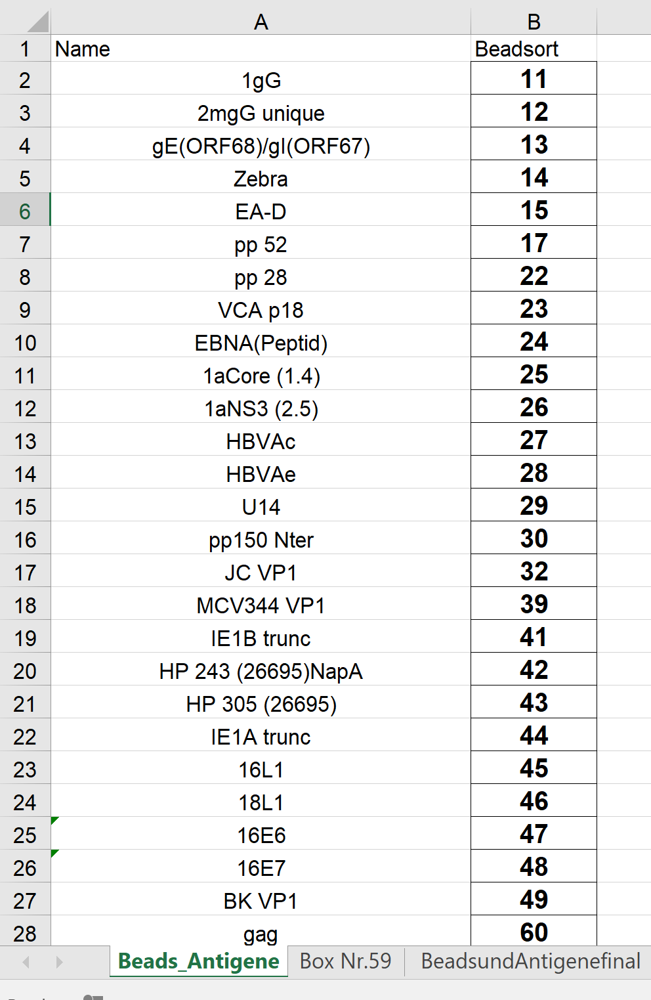 A B
1 Name Beadsort
2 1gG 11
3 2mgG unique 12
4 gE(ORF68)/gI(ORF67) 13
5 Zebra 14
6 EA-D 15
7 pp 52 17
8 pp 28 22
9 VCA p18 23
10 EBNA(Peptid) 24
11 1aCore (1.4) 25
12 1aNS3 (2.5) 26
13 HBVAc 27
14 HBVAe 28
15 U14 29
16 pp150 Nter 30
17 JC VP1 32
18 MCV344 VP1 39
19 IE1B trunc 41
20 HP 243 (26695)NapA 42
21 HP 305 (26695) 43
22 IE1A trunc 44
23 16L1 45
24 18L1 46
25 16E6 47
26 16E7 48
27 BK VP1 49
28 gag 60
Beads_Antigene Box Nr.59 BeadsundAntigenefinal